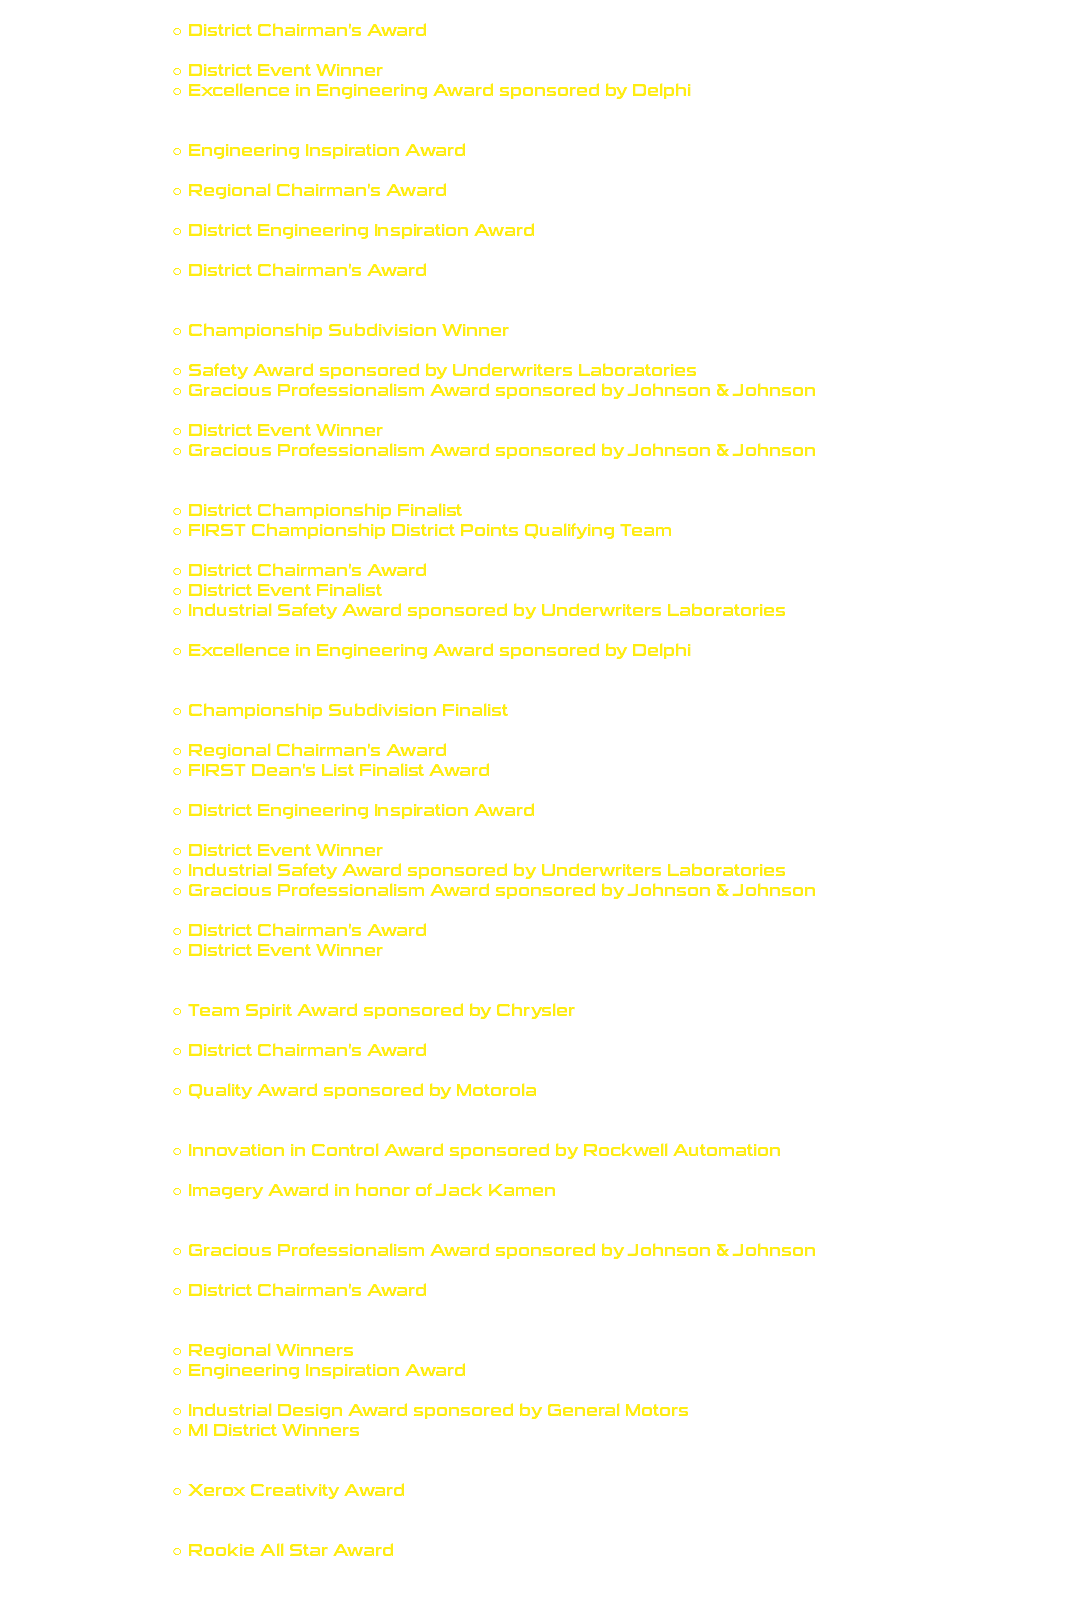 ○ District Chairman's Award
○ District Event Winner
○ Excellence in Engineering Award sponsored by Delphi
○ Engineering Inspiration Award
○ Regional Chairman's Award
○ District Engineering Inspiration Award
○ District Chairman's Award
○ Championship Subdivision Winner
○ Safety Award sponsored by Underwriters Laboratories
○ Gracious Professionalism Award sponsored by Johnson & Johnson
○ District Event Winner
○ Gracious Professionalism Award sponsored by Johnson & Johnson
○ District Championship Finalist
○ FIRST Championship District Points Qualifying Team
○ District Chairman's Award
○ District Event Finalist
○ Industrial Safety Award sponsored by Underwriters Laboratories
○ Excellence in Engineering Award sponsored by Delphi
○ Championship Subdivision Finalist
○ Regional Chairman's Award
○ FIRST Dean's List Finalist Award
○ District Engineering Inspiration Award
○ District Event Winner
○ Industrial Safety Award sponsored by Underwriters Laboratories
○ Gracious Professionalism Award sponsored by Johnson & Johnson
○ District Chairman's Award
○ District Event Winner
○ Team Spirit Award sponsored by Chrysler
○ District Chairman's Award
○ Quality Award sponsored by Motorola
○ Innovation in Control Award sponsored by Rockwell Automation
○ Imagery Award in honor of Jack Kamen
○ Gracious Professionalism Award sponsored by Johnson & Johnson
○ District Chairman's Award
○ Regional Winners
○ Engineering Inspiration Award
○ Industrial Design Award sponsored by General Motors
○ MI District Winners
○ Xerox Creativity Award
○ Rookie All Star Award